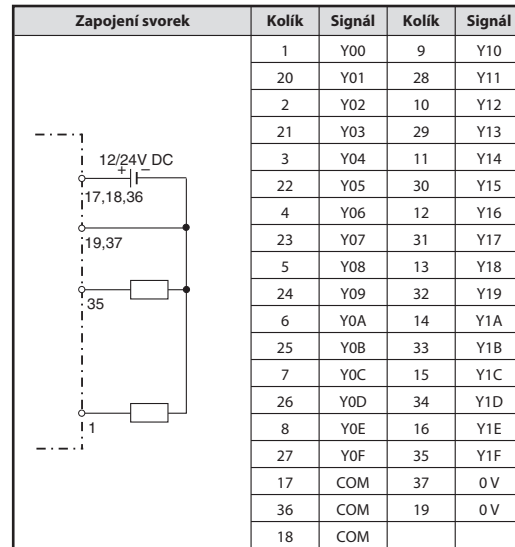 Zapojení svorek Kolík Signál Kolík Signál
1 Y00 9 Y10
20 Y01 28 Y11
2 Y02 10 Y12
21 Y03 29 Y13
3 Y04 11 Y14
22 Y05 30 Y15
4 Y06 12 Y16
23 Y07 31 Y17
5 Y08 13 Y18
24 Y09 32 Y19
6 Y0A 14 Y1A
25 Y0B 33 Y1B
7 Y0C 15 Y1C
26 Y0D 34 Y1D
8 Y0E 16 Y1E
27 Y0F 35 Y1F
17 COM 37 0 V
36 COM 19 0 V
18 COM
12/24V DC
+ –
17,18,36
19,37
35
1